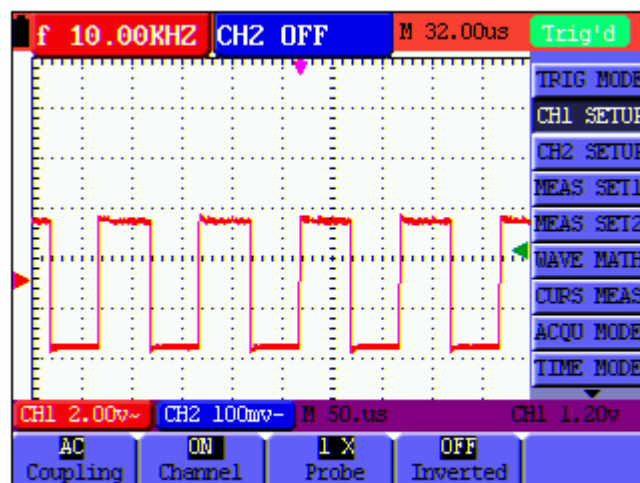 f 10.00KHZ CH2 OFF M 32.00us Trig'd
TRIG MODE
CH1 SETUP
CH2 SETUP
MEAS SET1
MEAS SET2
WAVE MATH
CURS MEAS
ACQU MODE
TIME MODE
CH1 2.00v~ CH2 100mv- M 50.us CH1 1.20v
AC ON 1 X OFF
Coupling Channel Probe Inverted